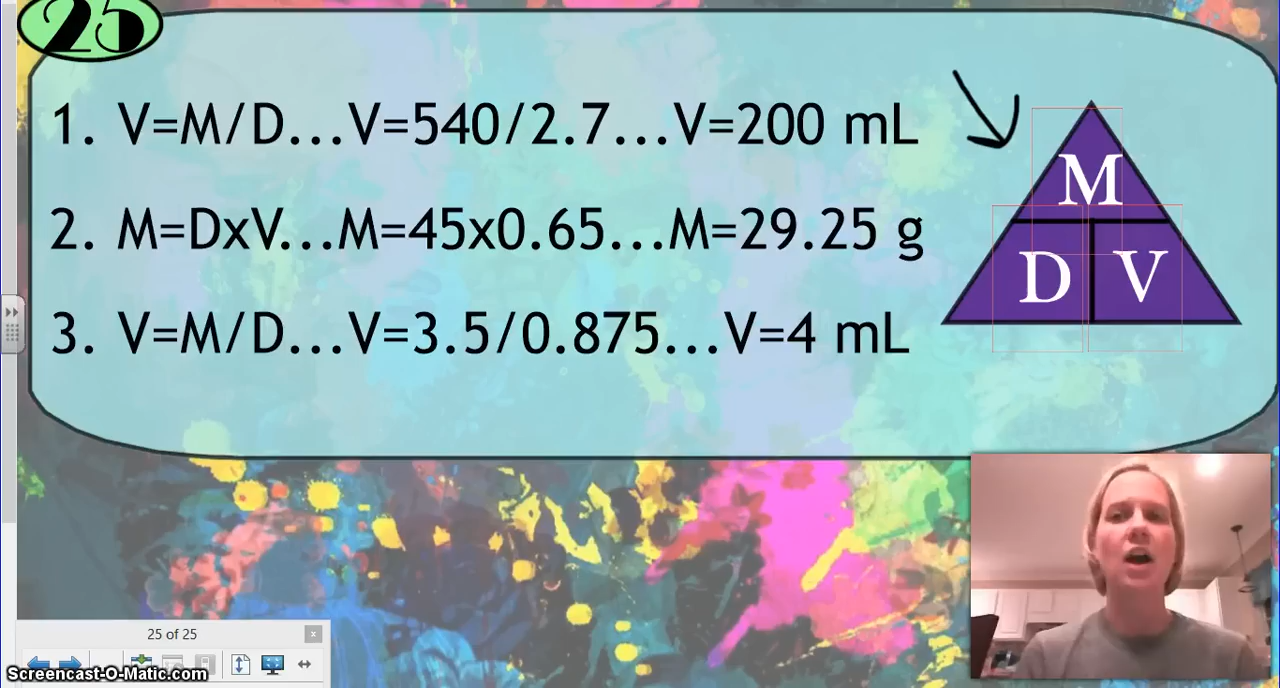 25
1. V=M/D...V=540/2.7...V=200 mL
2. M=DxV...M=45x0.65...M=29.25 g
3. V=M/D...V=3.5/0.875...V=4 mL
M
D V
25 of 25
Screencast-O-Matic.com